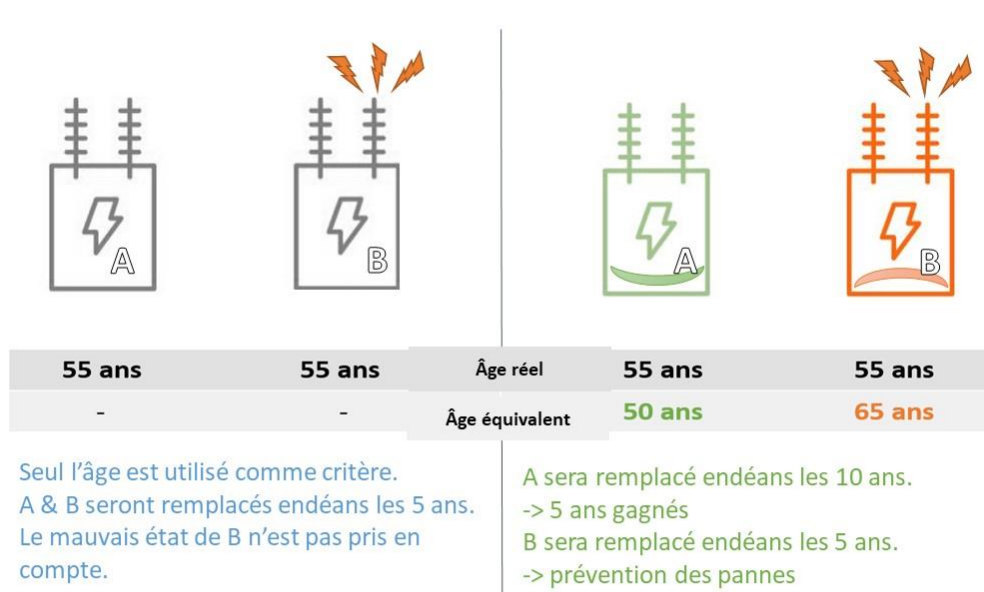 A
B
A
B
55 ans
55 ans
Âge réel
55 ans
55 ans
-
-
Âge équivalent
50 ans
65 ans
Seul l’âge est utilisé comme critère.
A & B seront remplacés endéans les 5 ans.
Le mauvais état de B n’est pas pris en
compte.
A sera remplacé endéans les 10 ans.
-> 5 ans gagnés
B sera remplacé endéans les 5 ans.
-> prévention des pannes